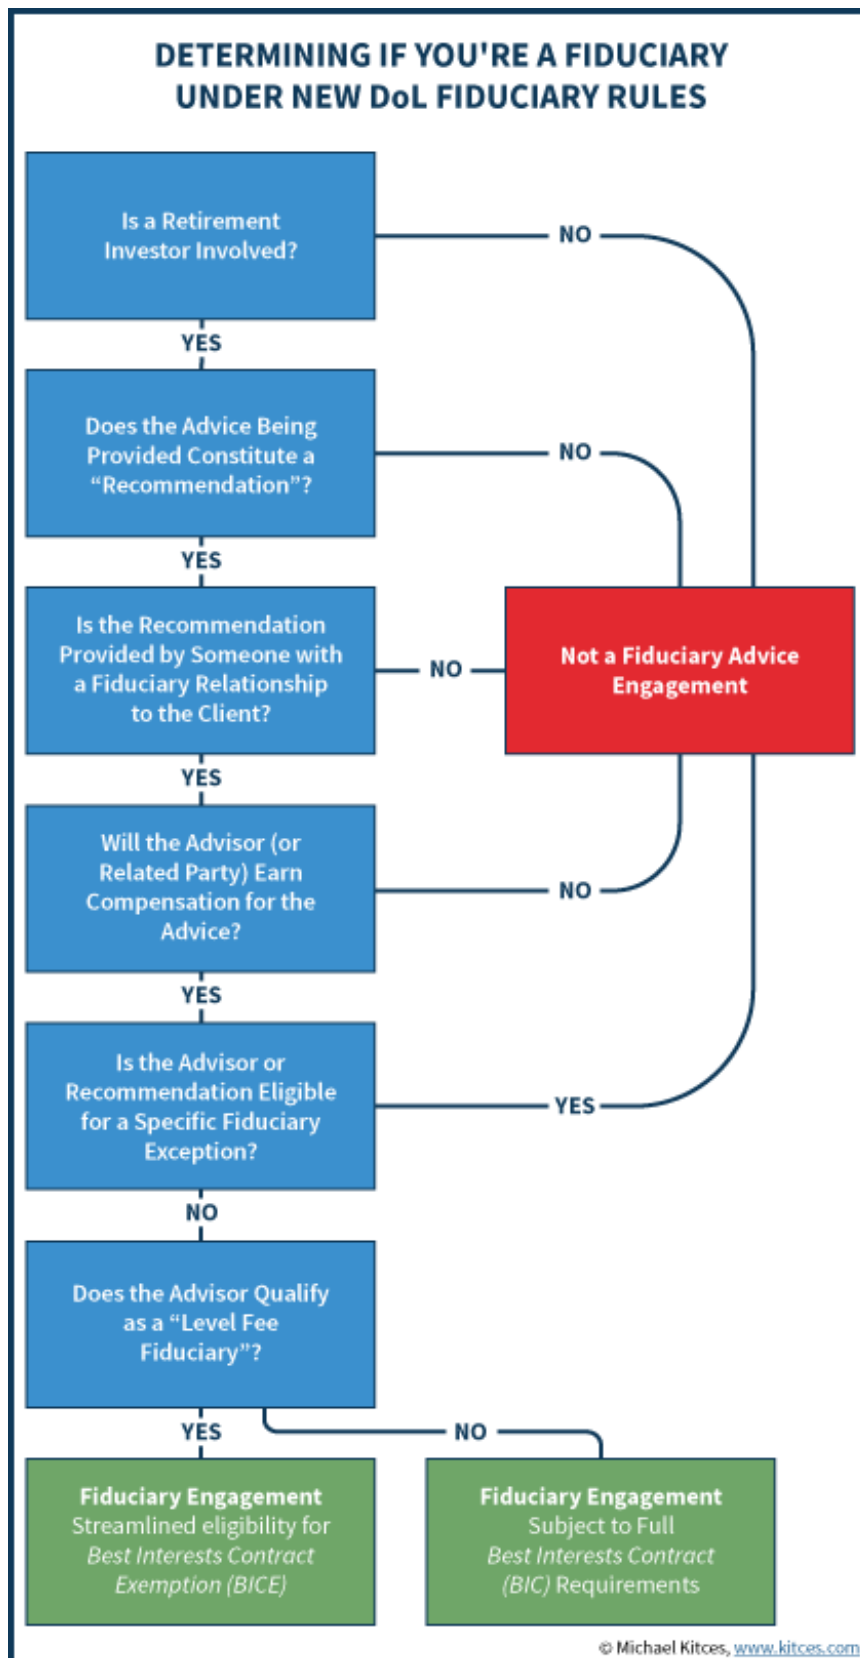 DETERMINING IF YOU'RE A FIDUCIARY
UNDER NEW DoL FIDUCIARY RULES
Is a Retirement
Investor Involved?
NO
YES
Does the Advice Being
Provided Constitute a
“Recommendation”?
NO
YES
Is the Recommendation
Provided by Someone with
a Fiduciary Relationship
to the Client?
NO
Not a Fiduciary Advice
Engagement
YES
Will the Advisor (or
Related Party) Earn
Compensation for the
Advice?
NO
YES
Is the Advisor or
Recommendation Eligible
for a Specific Fiduciary
Exception?
YES
NO
Does the Advisor Qualify
as a “Level Fee
Fiduciary”?
YES
NO
Fiduciary Engagement
Streamlined eligibility for
Best Interests Contract
Exemption (BICE)
Fiduciary Engagement
Subject to Full
Best Interests Contract
(BIC) Requirements
© Michael Kitces, www.kitces.com